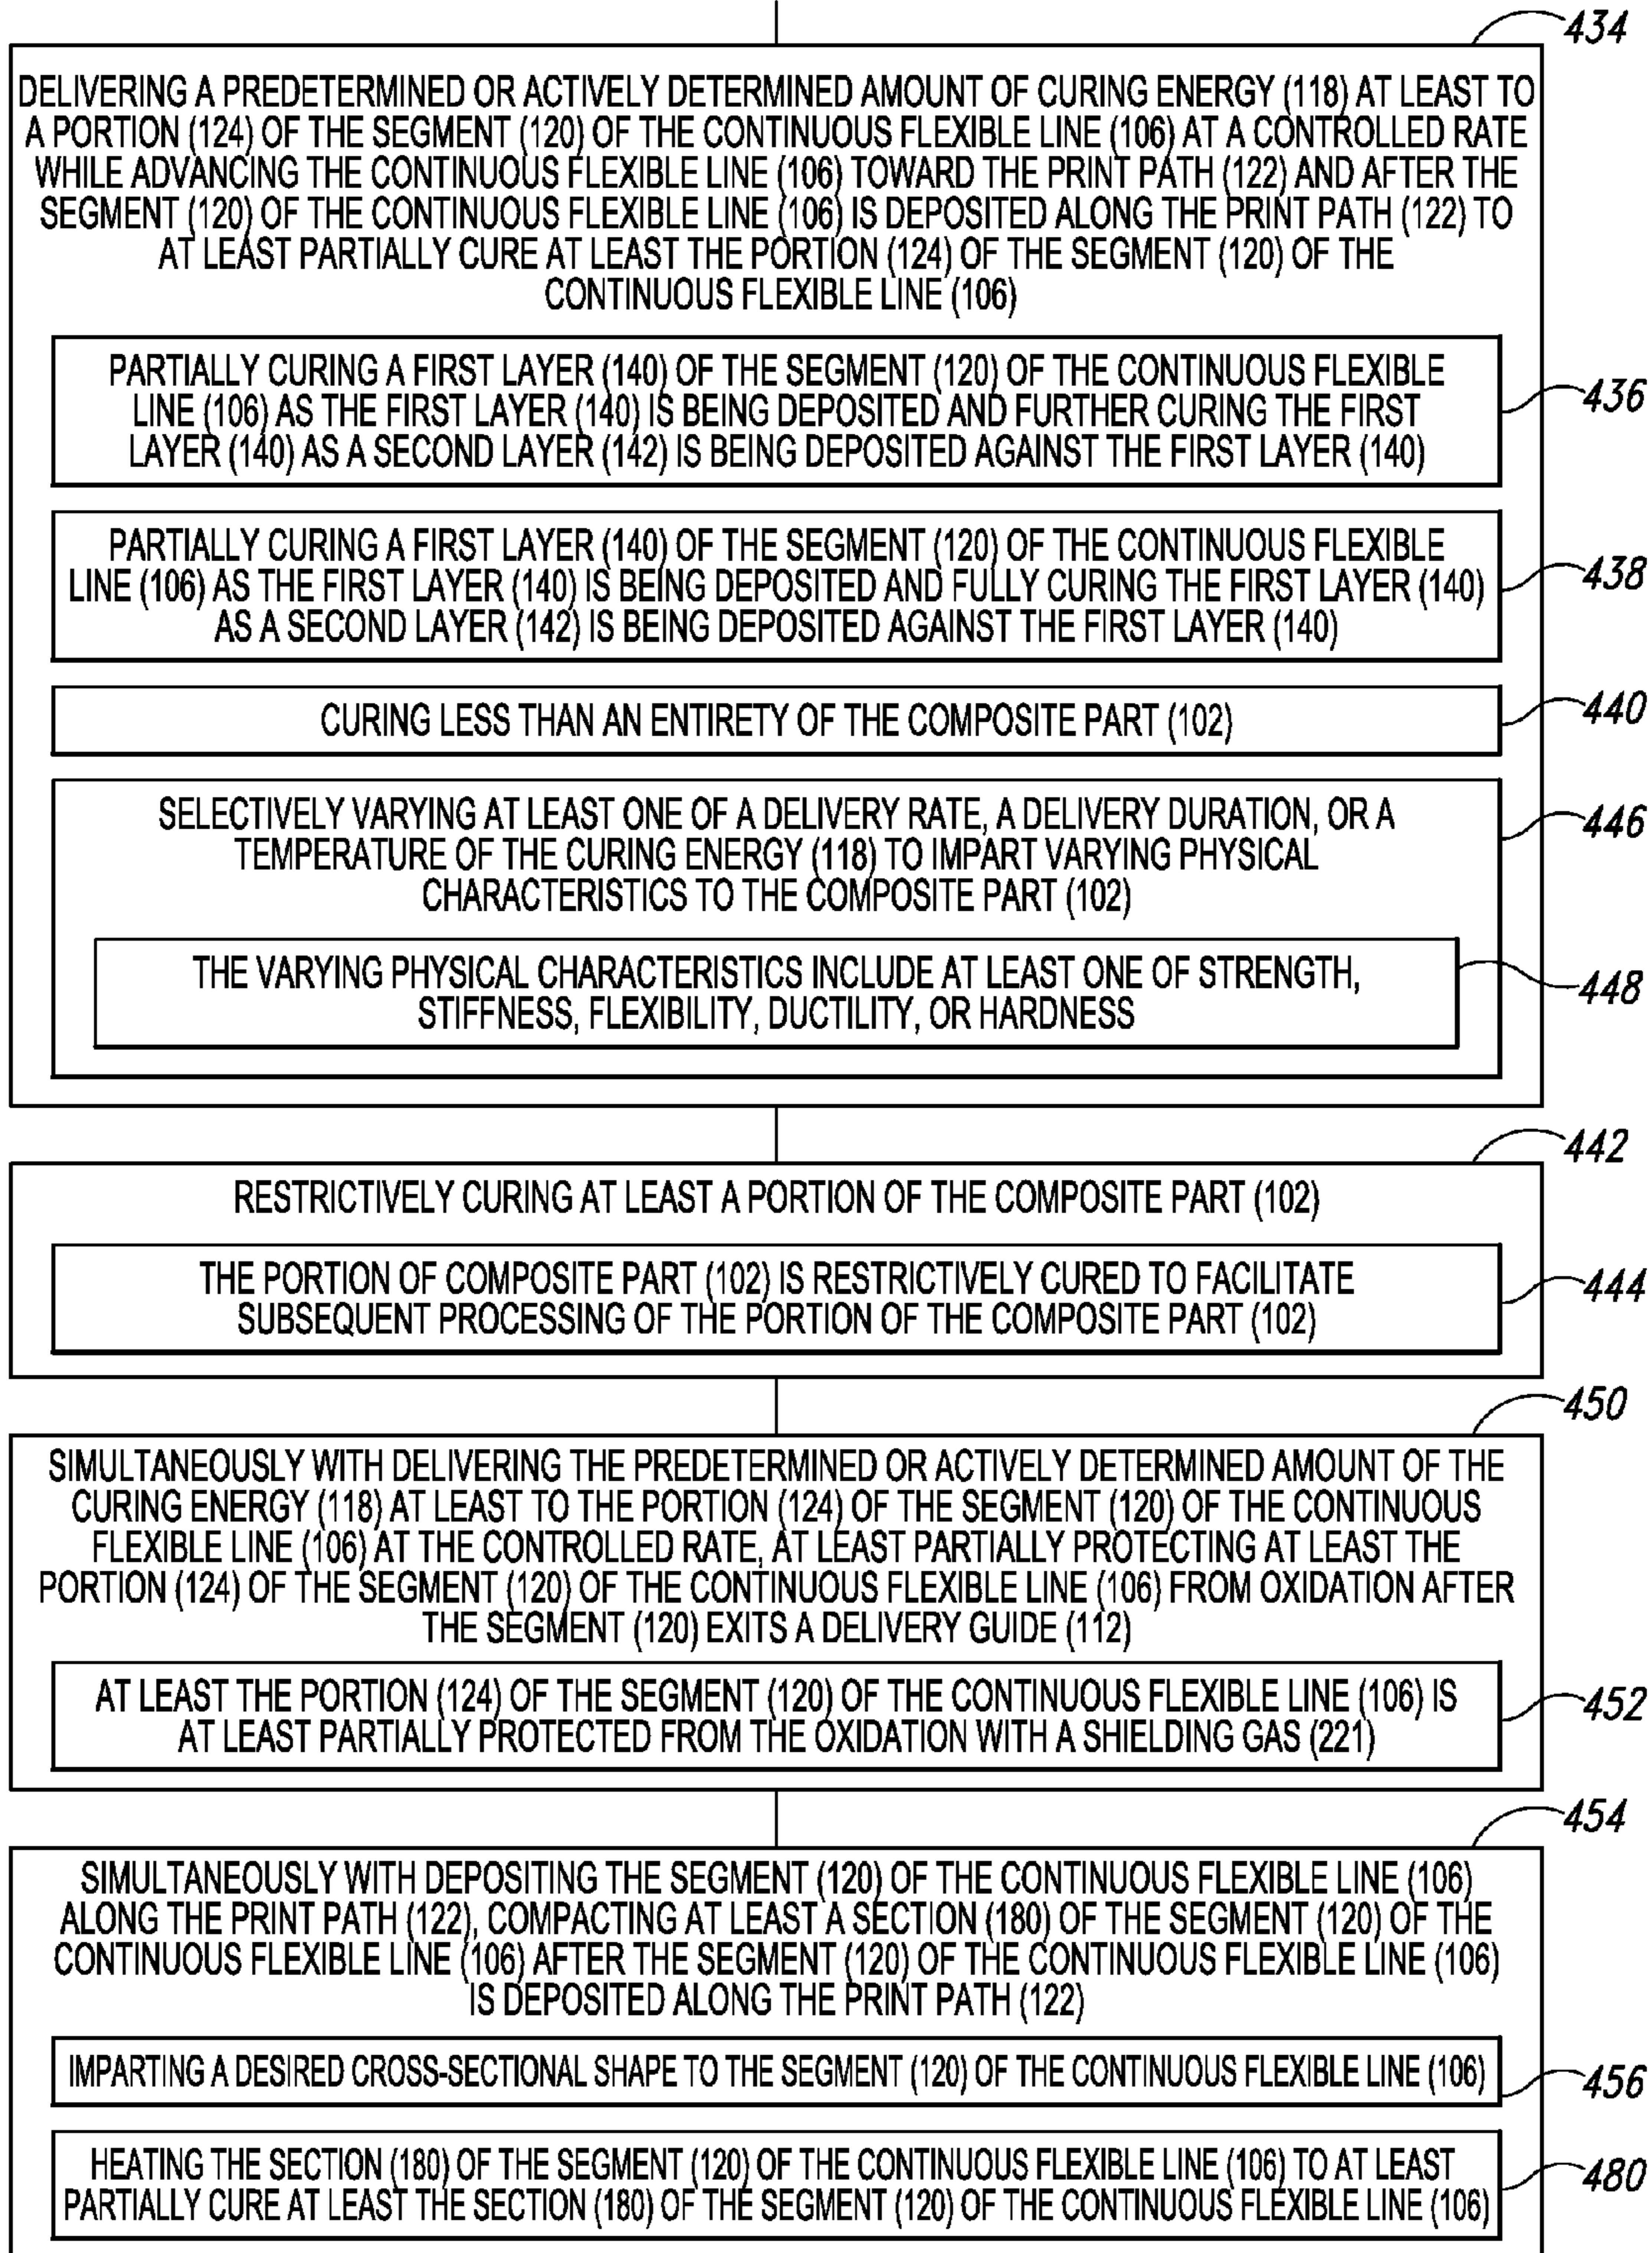 434
DELIVERING A PREDETERMINED OR ACTIVELY DETERMINED AMOUNT OF CURING ENERGY (118) AT LEAST TO
A PORTION (124) OF THE SEGMENT (120) OF THE CONTINUOUS FLEXIBLE LINE (106) AT A CONTROLLED RATE
WHILE ADVANCING THE CONTINUOUS FLEXIBLE LINE (106) TOWARD THE PRINT PATH (122) AND AFTER THE
SEGMENT (120) OF THE CONTINUOUS FLEXIBLE LINE (106) IS DEPOSITED ALONG THE PRINT PATH (122) TO
AT LEAST PARTIALLY CURE AT LEAST THE PORTION (124) OF THE SEGMENT (120) OF THE
CONTINUOUS FLEXIBLE LINE (106)
PARTIALLY CURING A FIRST LAYER (140) OF THE SEGMENT (120) OF THE CONTINUOUS FLEXIBLE
LINE (106) AS THE FIRST LAYER (140) IS BEING DEPOSITED AND FURTHER CURING THE FIRST
LAYER (140) AS A SECOND LAYER (142) IS BEING DEPOSITED AGAINST THE FIRST LAYER (140)
436
PARTIALLY CURING A FIRST LAYER (140) OF THE SEGMENT (120) OF THE CONTINUOUS FLEXIBLE
LINE (106) AS THE FIRST LAYER (140) IS BEING DEPOSITED AND FULLY CURING THE FIRST LAYER (140)
AS A SECOND LAYER (142) IS BEING DEPOSITED AGAINST THE FIRST LAYER (140)
438
CURING LESS THAN AN ENTIRETY OF THE COMPOSITE PART (102)
440
SELECTIVELY VARYING AT LEAST ONE OF A DELIVERY RATE, A DELIVERY DURATION, OR A
TEMPERATURE OF THE CURING ENERGY (118) TO IMPART VARYING PHYSICAL
CHARACTERISTICS TO THE COMPOSITE PART (102)
446
THE VARYING PHYSICAL CHARACTERISTICS INCLUDE AT LEAST ONE OF STRENGTH,
STIFFNESS, FLEXIBILITY, DUCTILITY, OR HARDNESS
448
442
RESTRICTIVELY CURING AT LEAST A PORTION OF THE COMPOSITE PART (102)
THE PORTION OF COMPOSITE PART (102) IS RESTRICTIVELY CURED TO FACILITATE
SUBSEQUENT PROCESSING OF THE PORTION OF THE COMPOSITE PART (102)
444
450
SIMULTANEOUSLY WITH DELIVERING THE PREDETERMINED OR ACTIVELY DETERMINED AMOUNT OF THE
CURING ENERGY (118) AT LEAST TO THE PORTION (124) OF THE SEGMENT (120) OF THE CONTINUOUS
FLEXIBLE LINE (106) AT THE CONTROLLED RATE, AT LEAST PARTIALLY PROTECTING AT LEAST THE
PORTION (124) OF THE SEGMENT (120) OF THE CONTINUOUS FLEXIBLE LINE (106) FROM OXIDATION AFTER
THE SEGMENT (120) EXITS A DELIVERY GUIDE (112)
AT LEAST THE PORTION (124) OF THE SEGMENT (120) OF THE CONTINUOUS FLEXIBLE LINE (106) IS
AT LEAST PARTIALLY PROTECTED FROM THE OXIDATION WITH A SHIELDING GAS (221)
452
454
SIMULTANEOUSLY WITH DEPOSITING THE SEGMENT (120) OF THE CONTINUOUS FLEXIBLE LINE (106)
ALONG THE PRINT PATH (122), COMPACTING AT LEAST A SECTION (180) OF THE SEGMENT (120) OF THE
CONTINUOUS FLEXIBLE LINE (106) AFTER THE SEGMENT (120) OF THE CONTINUOUS FLEXIBLE LINE (106)
IS DEPOSITED ALONG THE PRINT PATH (122)
IMPARTING A DESIRED CROSS-SECTIONAL SHAPE TO THE SEGMENT (120) OF THE CONTINUOUS FLEXIBLE LINE (106)
456
HEATING THE SECTION (180) OF THE SEGMENT (120) OF THE CONTINUOUS FLEXIBLE LINE (106) TO AT LEAST
PARTIALLY CURE AT LEAST THE SECTION (180) OF THE SEGMENT (120) OF THE CONTINUOUS FLEXIBLE LINE (106)
480